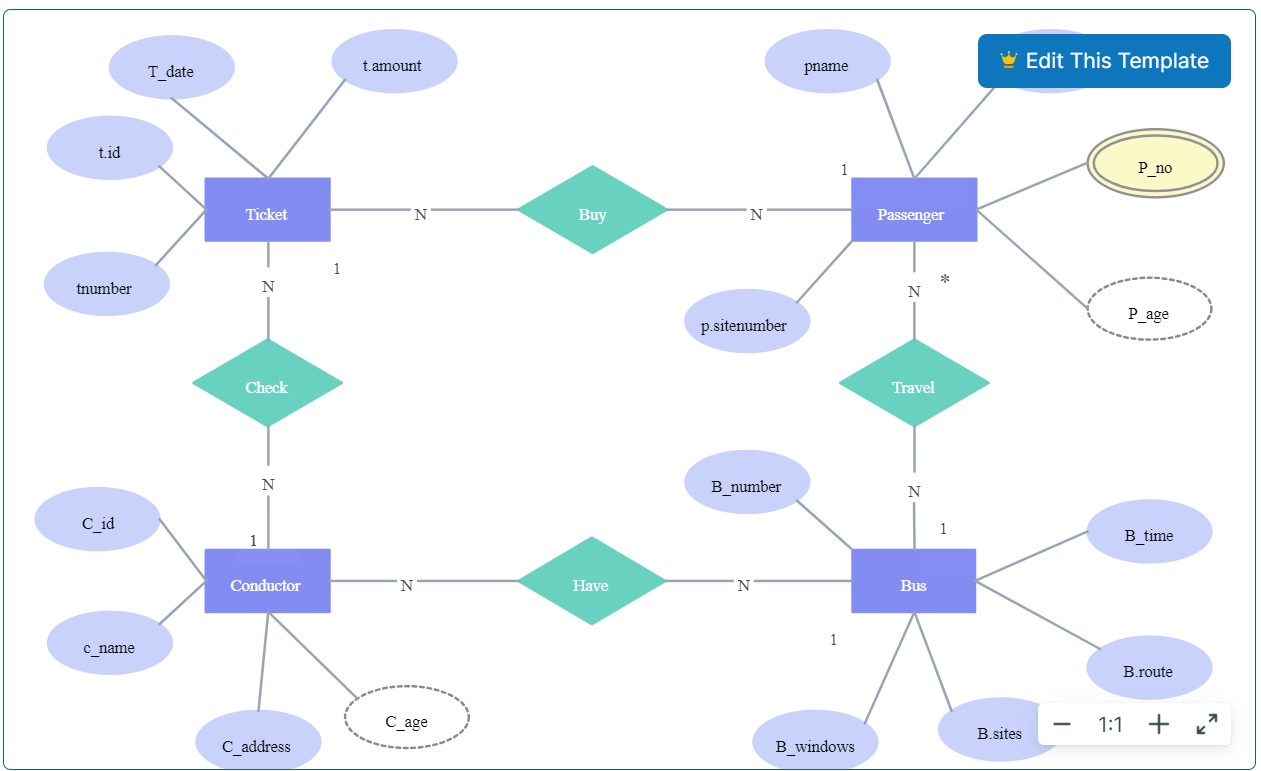 T_date
t.amount
pname
Edit This Template
t.id
P_no
1
Ticket
N
Buy
N
Passenger
1
*
tnumber
N
N
P_age
p.sitenumber
Check
Travel
N
B_number
N
C_id
1
1
B_time
Conductor
N
Have
N
Bus
1
c_name
B.route
C_age
C_address
B_windows
B.sites
1:1